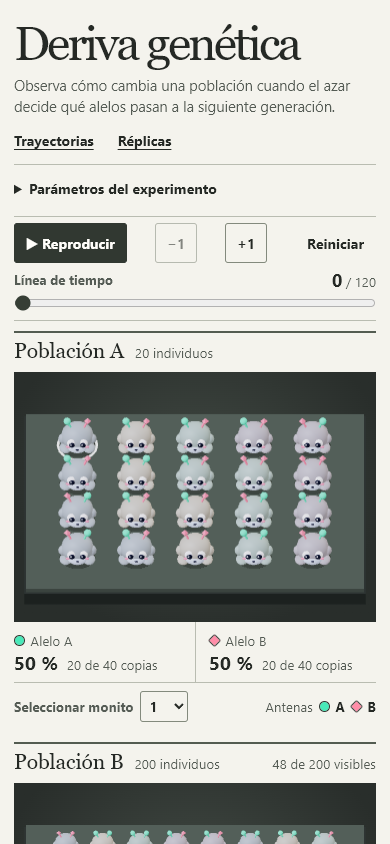 Deriva genética
Observa cómo cambia una población cuando el azar
decide qué alelos pasan a la siguiente generación.
Trayectorias Réplicas
▶ Parámetros del experimento
▶ Reproducir −1 +1 Reiniciar
Línea de tiempo 0 / 120
Población A 20 individuos
Alelo A Alelo B
50 % 20 de 40 copias 50 % 20 de 40 copias
Seleccionar monito 1 Antenas A B
Población B 200 individuos 48 de 200 visibles